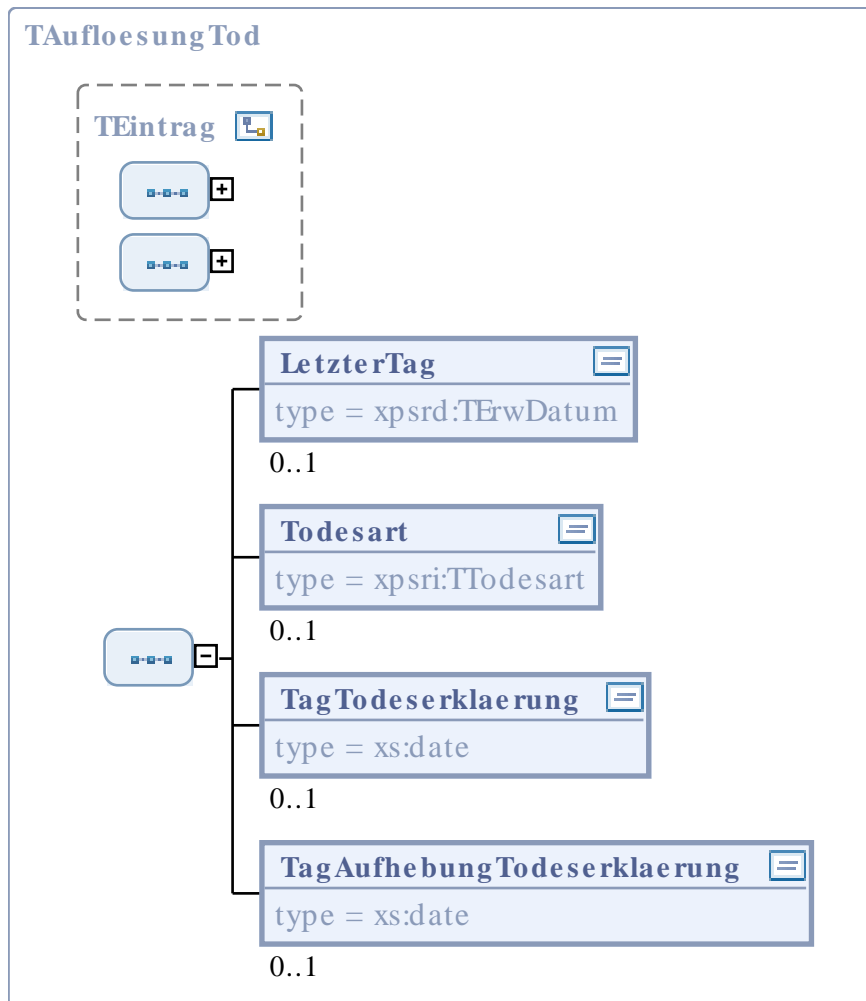 TAufloesungTod
TEintrag
LetzterTag
type = xpsrd:TErwDatum
0..1
Todesart
type = xpsri:TTodesart
0..1
TagTodeserklaerung
type = xs:date
0..1
TagAufhebungTodeserklaerung
type = xs:date
0..1